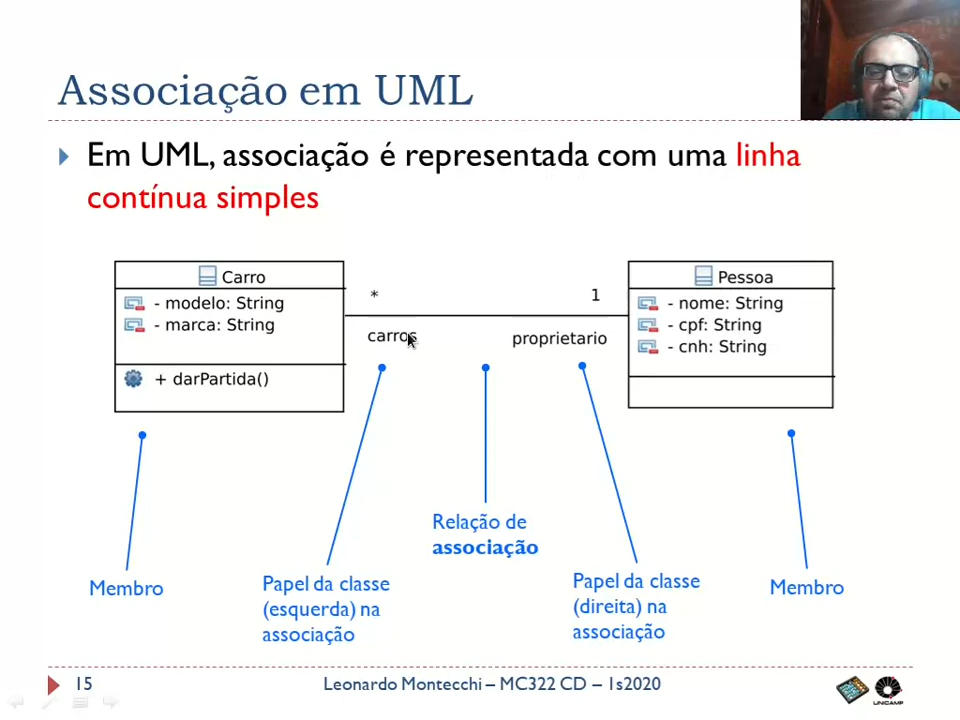 Associação em UML
Em UML, associação é representada com uma linha
contínua simples
Carro
- modelo: String
- marca: String
+ darPartida()
*
1
carros
proprietario
Pessoa
- nome: String
- cpf: String
- cnh: String
Membro
Papel da classe
(esquerda) na
associação
Relação de
associação
Papel da classe
(direita) na
associação
Membro
15
Leonardo Montecchi – MC322 CD – 1s2020
UNICAMP